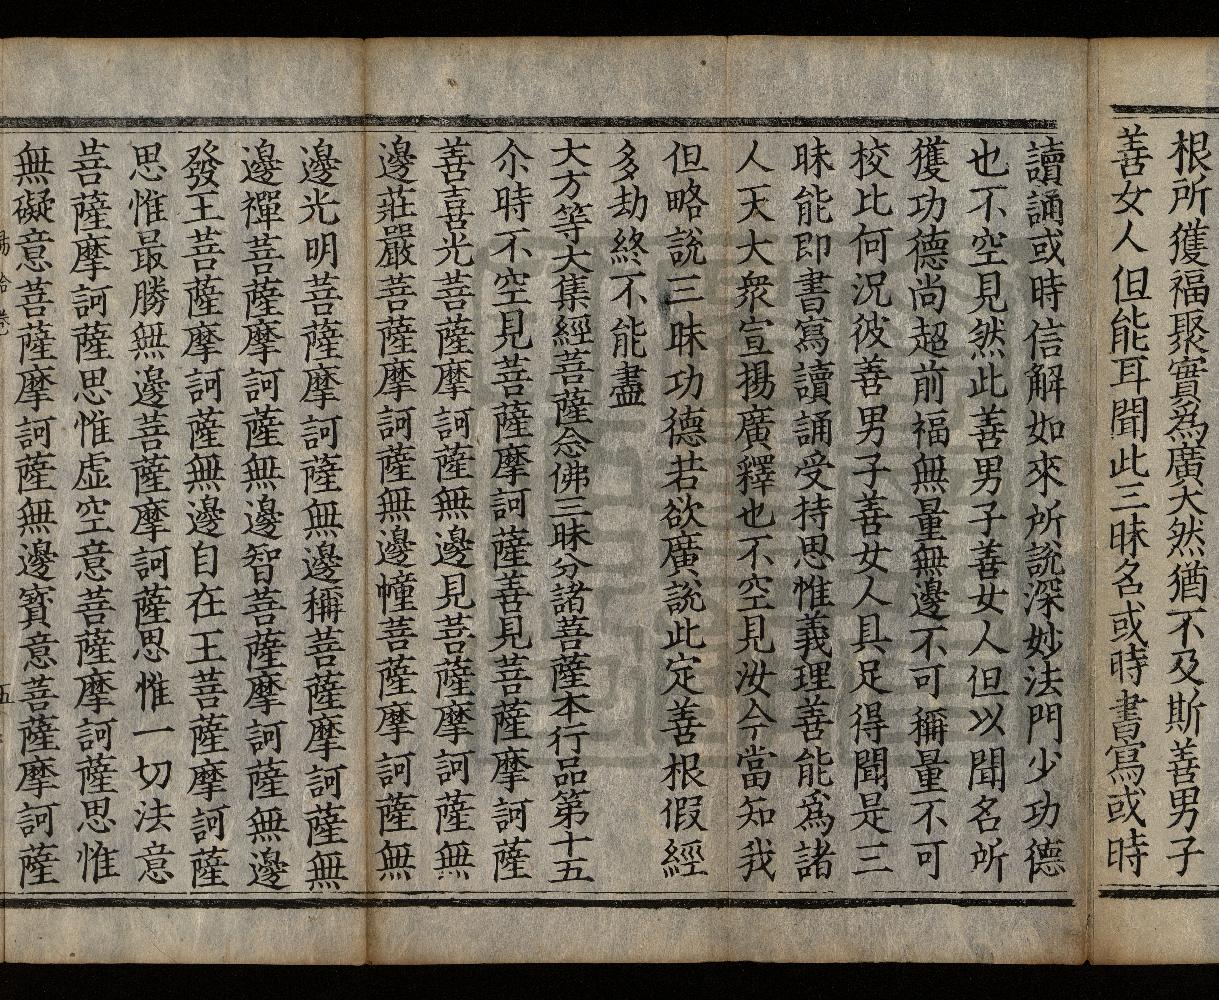 根所獲福聚實爲廣大然猶不及斯善男子
善女人但能耳聞此三昧名或時書寫或時
讀誦或時信解如來所說深妙法門少功德
也不空見然此善男子善女人但以聞名所
獲功德尚超前福無量無邊不可稱量不可
校比何況彼善男子善女人具足得聞是三
昧能即書寫讀誦受持思惟義理善能爲諸
人天大衆宣揚廣釋也不空見汝今當知我
但略說三昧功德若欲廣說此定善根假經
多劫終不能盡
大方等大集經菩薩念佛三昧分諸菩薩本行品第十五
尒時不空見菩薩摩訶薩善見菩薩摩訶薩
善喜光菩薩摩訶薩無邊見菩薩摩訶薩無
邊莊嚴菩薩摩訶薩無邊幢菩薩摩訶薩無
邊光明菩薩摩訶薩無邊稱菩薩摩訶薩無
邊禪菩薩摩訶薩無邊智菩薩摩訶薩無邊
發王菩薩摩訶薩無邊自在王菩薩摩訶薩
思惟最勝無邊菩薩摩訶薩思惟一切法意
菩薩摩訶薩思惟虛空意菩薩摩訶薩思惟
無礙意菩薩摩訶薩無邊寳意菩薩摩訶薩
五